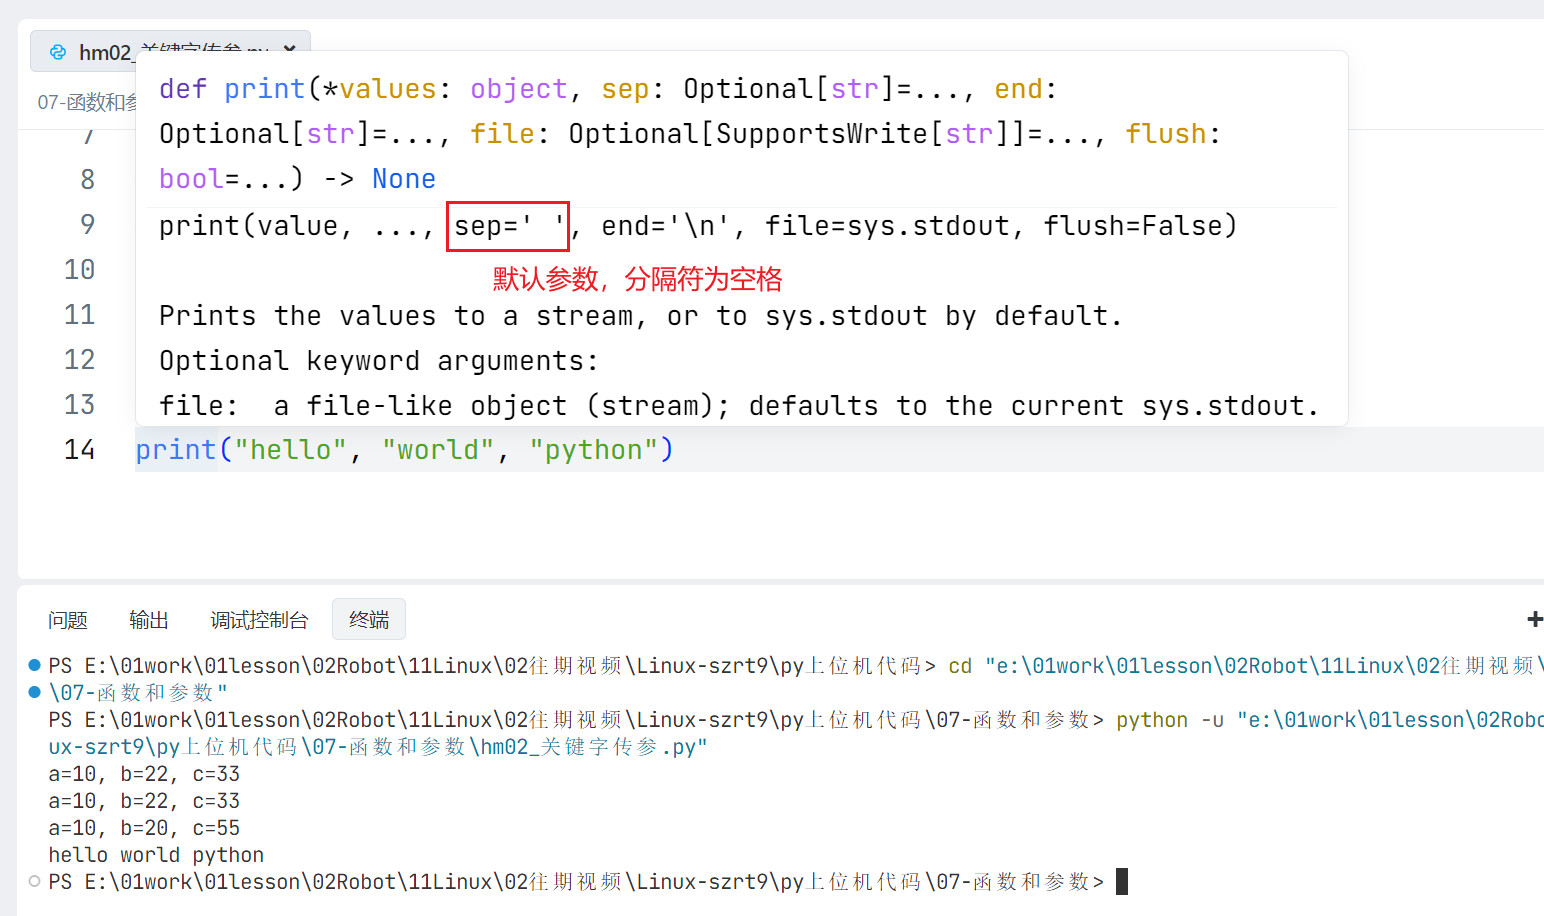 hm02_关键字传参.py ×
07-函数和参
def print(*values: object, sep: Optional[str]=..., end:
Optional[str]=..., file: Optional[SupportsWrite[str]]=..., flush:
bool=...) -> None
print(value, ..., sep=' ', end='\n', file=sys.stdout, flush=False)
默认参数，分隔符为空格
Prints the values to a stream, or to sys.stdout by default.
Optional keyword arguments:
file:  a file-like object (stream); defaults to the current sys.stdout.
7
8
9
10
11
12
13
14 print("hello", "world", "python")
问题 输出 调试控制台 终端 +
PS E:\01work\01lesson\02Robot\11Linux\02往期视频\Linux-szrt9\py上位机代码> cd "e:\01work\01lesson\02Robot\11Linux\02往期视频\
\07-函数和参数"
PS E:\01work\01lesson\02Robot\11Linux\02往期视频\Linux-szrt9\py上位机代码\07-函数和参数> python -u "e:\01work\01lesson\02Robo
ux-szrt9\py上位机代码\07-函数和参数\hm02_关键字传参.py"
a=10, b=22, c=33
a=10, b=22, c=33
a=10, b=20, c=55
hello world python
PS E:\01work\01lesson\02Robot\11Linux\02往期视频\Linux-szrt9\py上位机代码\07-函数和参数>